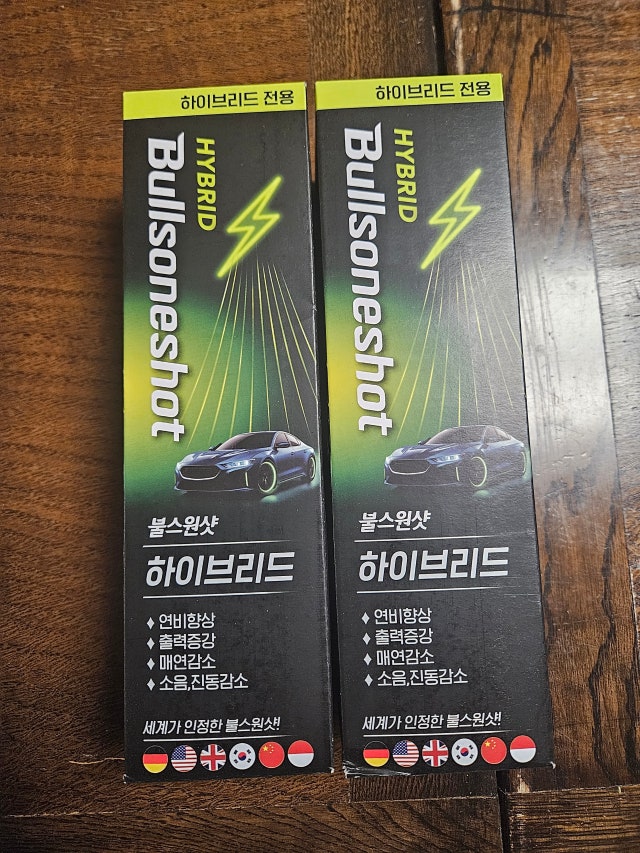 하이브리드 전용
HYBRID
Bullsoneshot
불스원샷
하이브리드
♦ 연비향상
♦ 출력증강
♦ 매연감소
♦ 소음,진동감소
세계가 인정한 불스원샷!
하이브리드 전용
HYBRID
Bullsoneshot
불스원샷
하이브리드
♦ 연비향상
♦ 출력증강
♦ 매연감소
♦ 소음,진동감소
세계가 인정한 불스원샷!